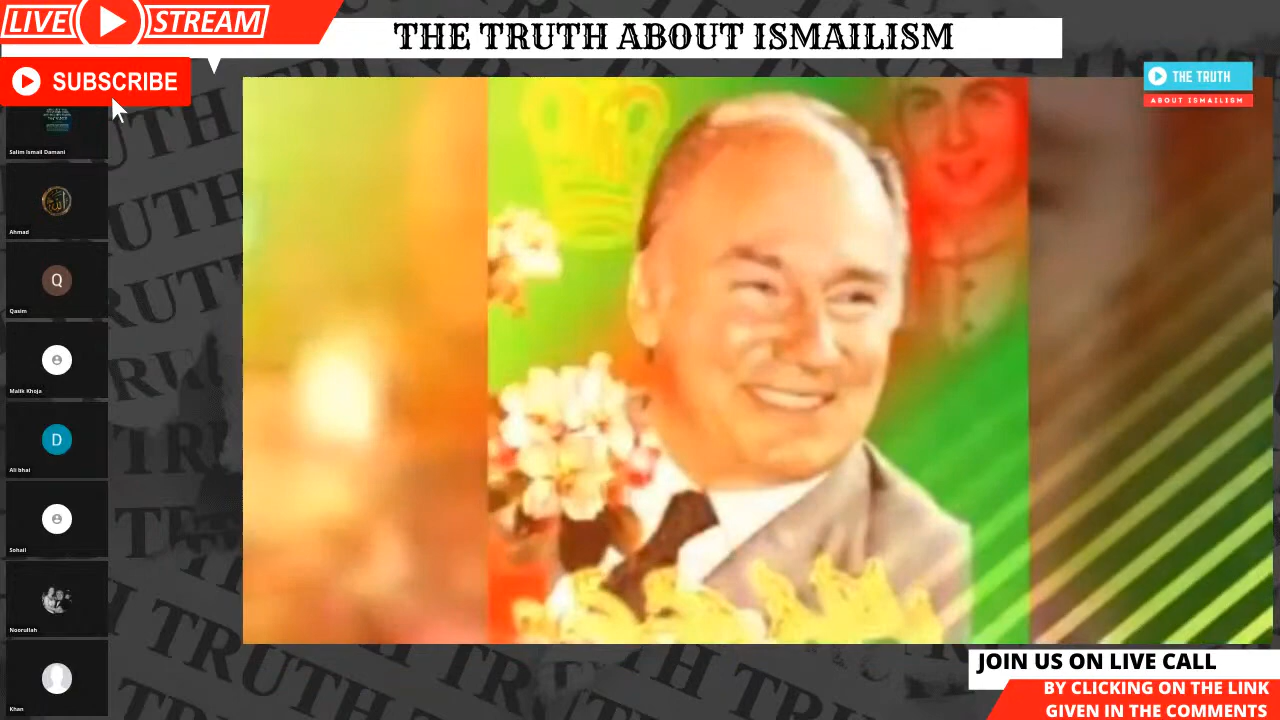 LIVE STREAM
THE TRUTH ABOUT ISMAILISM
SUBSCRIBE
THE TRUTH
ABOUT ISMAILISM
Salim Ismail Damani
Ahmad
Q
Qasim
Malik Khoja
D
Ali bhai
Sohail
Noorullah
Khan
JOIN US ON LIVE CALL
BY CLICKING ON THE LINK
GIVEN IN THE COMMENTS